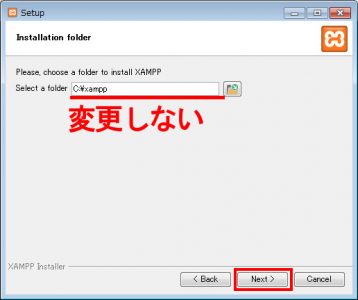 Setup
Installation folder
Please, choose a folder to install XAMPP
Select a folder C:¥xampp
変更しない
XAMPP Installer
< Back Next > Cancel